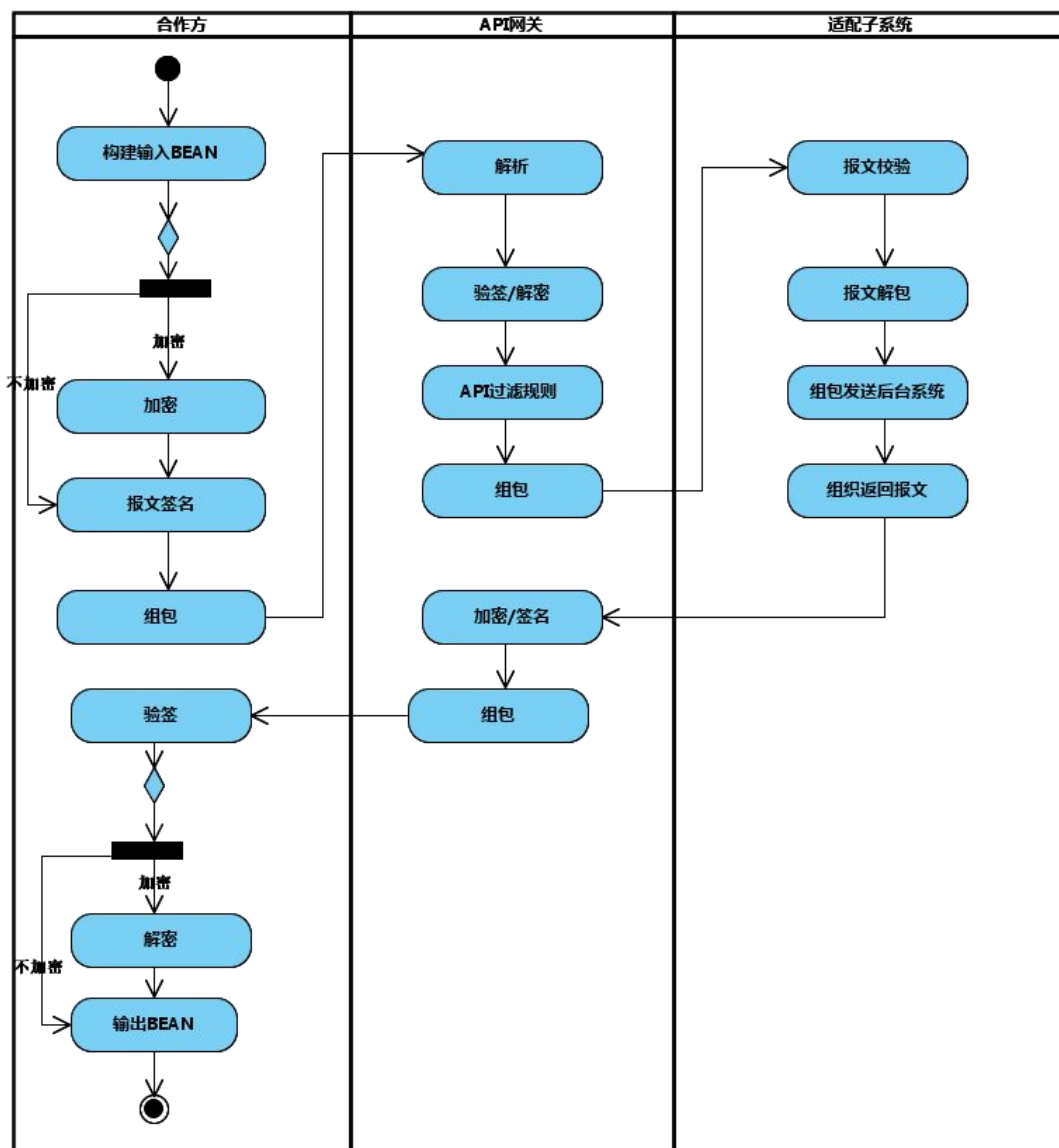 合作方
API网关
适配子系统
构建输入BEAN
加密
不加密
加密
报文签名
组包
解析
验签/解密
API过滤规则
组包
报文校验
报文解包
组包发送后台系统
组织返回报文
加密/签名
组包
验签
加密
不加密
解密
输出BEAN